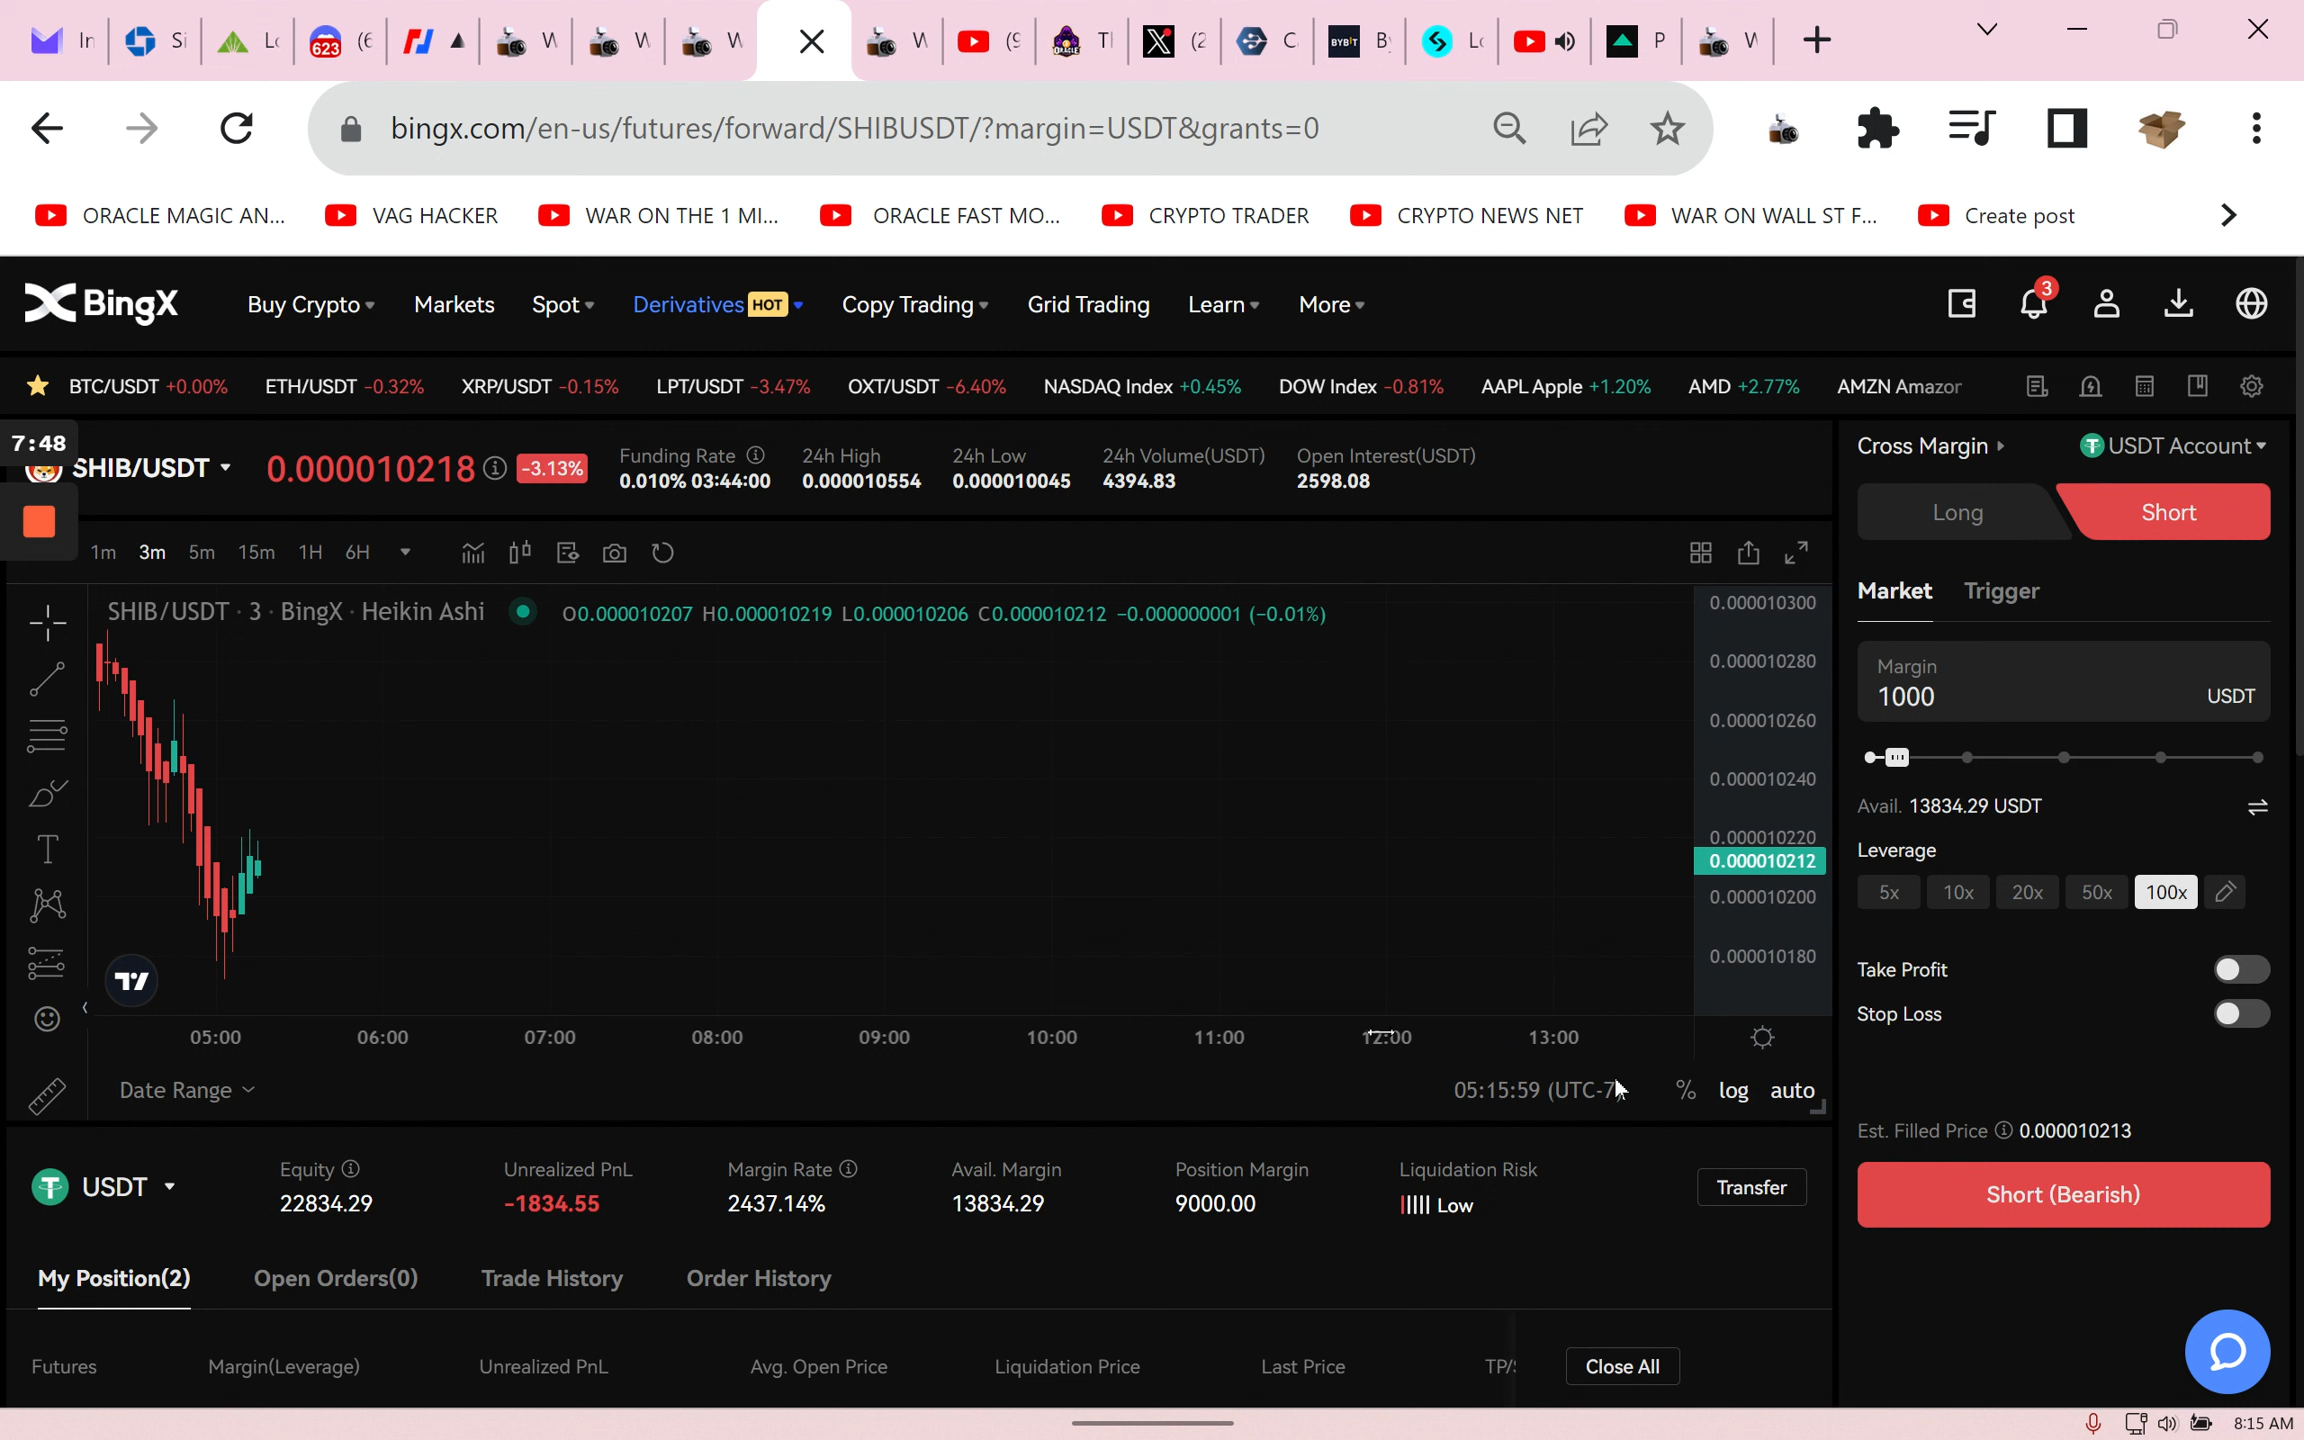 In
Si
Lo
623
(6
W
W
W
W
(9
ORACLE
Th
(2
C
BYBIT
By
Lo
P
W
bingx.com/en-us/futures/forward/SHIBUSDT/?margin=USDT&grants=0
ORACLE MAGIC AN...
VAG HACKER
WAR ON THE 1 MI...
ORACLE FAST MO...
CRYPTO TRADER
CRYPTO NEWS NET
WAR ON WALL ST F...
Create post
BingX
Buy Crypto
Markets
Spot
Derivatives HOT
Copy Trading
Grid Trading
Learn
More
3
BTC/USDT +0.00%
ETH/USDT -0.32%
XRP/USDT -0.15%
LPT/USDT -3.47%
OXT/USDT -6.40%
NASDAQ Index +0.45%
DOW Index -0.81%
AAPL Apple +1.20%
AMD +2.77%
AMZN Amazor
7:48
SHIB/USDT
0.000010218
-3.13%
Funding Rate
0.010% 03:44:00
24h High
0.000010554
24h Low
0.000010045
24h Volume(USDT)
4394.83
Open Interest(USDT)
2598.08
1m 3m 5m 15m 1H 6H
SHIB/USDT · 3 · BingX · Heikin Ashi
O0.000010207 H0.000010219 L0.000010206 C0.000010212 −0.000000001 (−0.01%)
0.000010300
0.000010280
0.000010260
0.000010240
0.000010220
0.000010212
0.000010200
0.000010180
05:00 06:00 07:00 08:00 09:00 10:00 11:00 12:00 13:00
Date Range
05:15:59 (UTC-7)
% log auto
USDT
Equity
22834.29
Unrealized PnL
-1834.55
Margin Rate
2437.14%
Avail. Margin
13834.29
Position Margin
9000.00
Liquidation Risk
Low
Transfer
My Position(2)
Open Orders(0)
Trade History
Order History
Futures
Margin(Leverage)
Unrealized PnL
Avg. Open Price
Liquidation Price
Last Price
TP/S
Close All
Cross Margin
USDT Account
Long
Short
Market
Trigger
Margin
1000
USDT
Avail. 13834.29 USDT
Leverage
5x 10x 20x 50x 100x
Take Profit
Stop Loss
Est. Filled Price 0.000010213
Short (Bearish)
8:15 AM